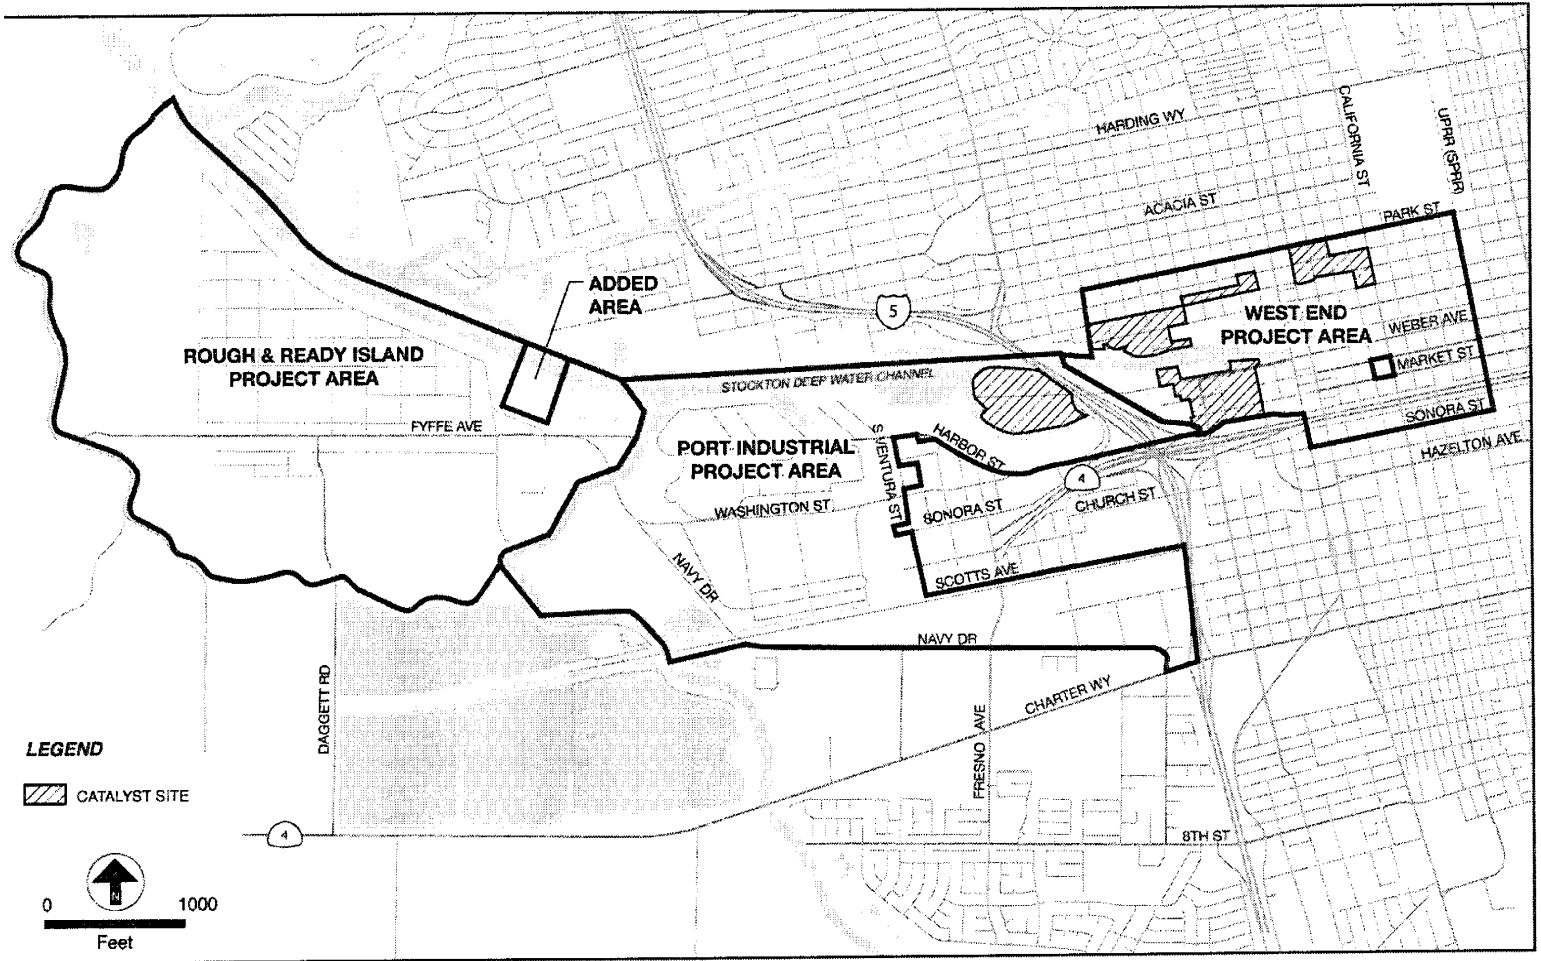 HARDING WY
CALIFORNIA ST
UPRR (SPRR)
ACACIA ST
PARK ST
ADDED
AREA
5
WEST END
PROJECT AREA
WEBER AVE
MARKET ST
ROUGH & READY ISLAND
PROJECT AREA
STOCKTON DEEP WATER CHANNEL
SONORA ST
FYFFE AVE
HARBOR ST
S VENTURA ST
HAZELTON AVE
PORT INDUSTRIAL
PROJECT AREA
4
WASHINGTON ST
SONORA ST
CHURCH ST
NAVY DR
SCOTTS AVE
NAVY DR
DAGGETT RD
CHARTER WY
FRESNO AVE
LEGEND
CATALYST SITE
4
8TH ST
N
0 1000
Feet